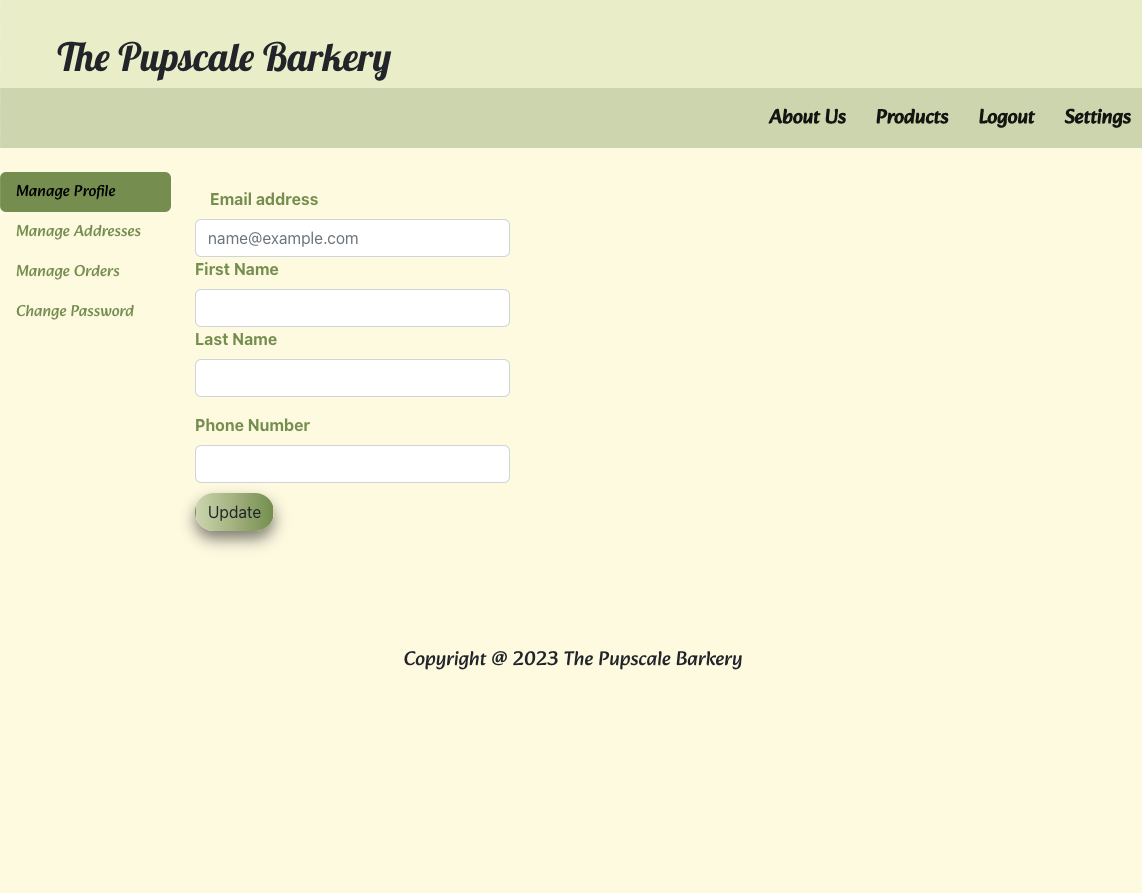 The Pupscale Barkery
About Us Products Logout Settings
Manage Profile
Manage Addresses
Manage Orders
Change Password
Email address
name@example.com
First Name
Last Name
Phone Number
Update
Copyright @ 2023 The Pupscale Barkery